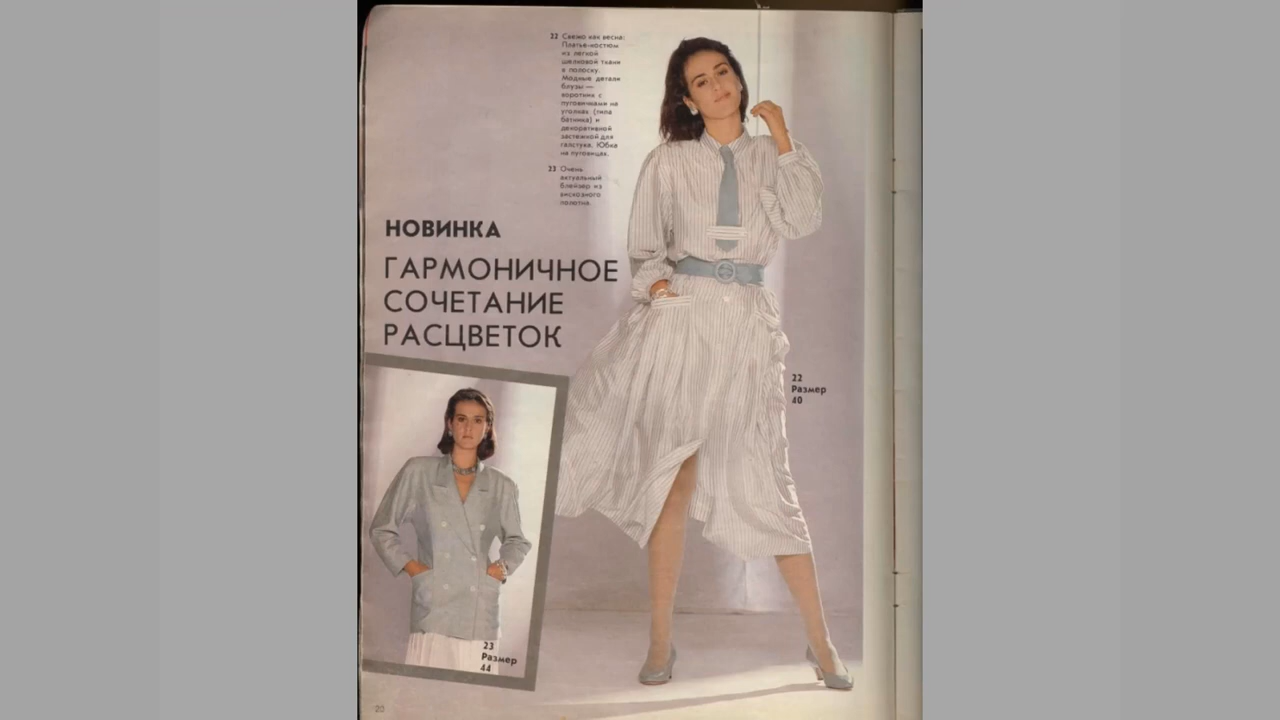 22 Свежо как весна:
Платье-костюм
из легкой
шелковой ткани
в полоску.
Модные детали
блузы —
воротник с
пуговичками на
уголках (типа
батника) и
декоративной
застежкой для
галстука. Юбка
на пуговицах.
23 Очень
актуальный
блейзер из
вискозного
полотна.
НОВИНКА
ГАРМОНИЧНОЕ
СОЧЕТАНИЕ
РАСЦВЕТОК
22
Размер
40
23
Размер
44
20